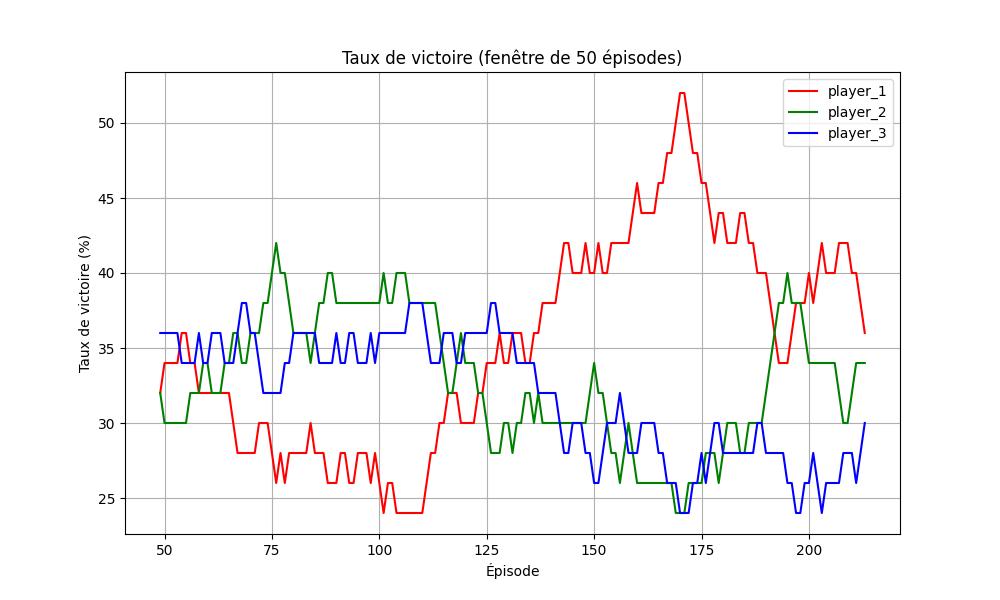 Taux de victoire (fenêtre de 50 épisodes)
player_1
player_2
player_3
Taux de victoire (%)
50
45
40
35
30
25
50
75
100
125
150
175
200
Épisode